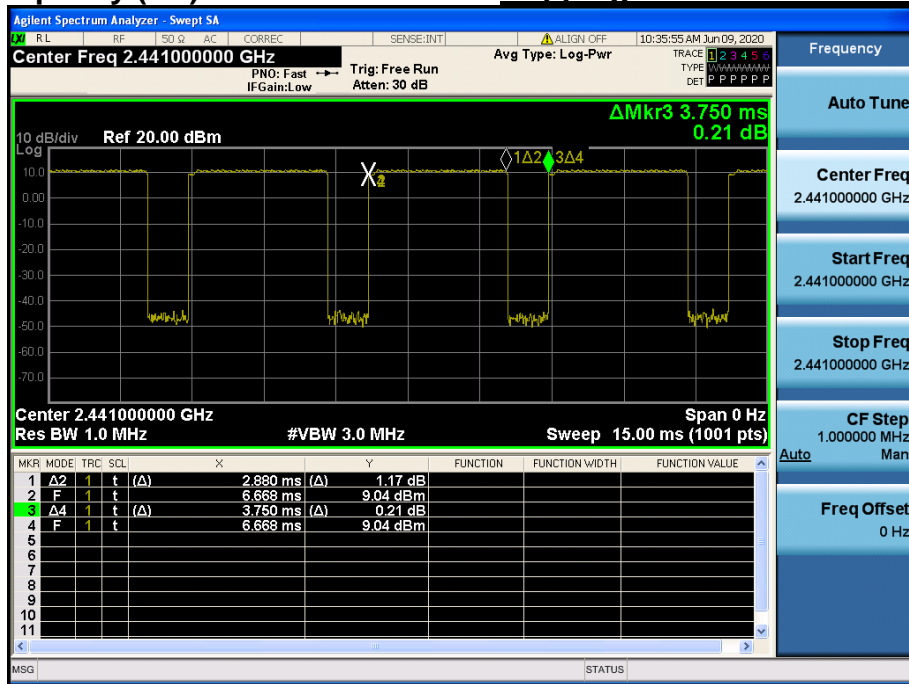 Agilent Spectrum Analyzer - Swept SA
LXI RL RF 50 Ω AC CORREC SENSE:INT ALIGN OFF 10:35:55 AM Jun 09, 2020
Center Freq 2.441000000 GHz
PNO: Fast
IFGain:Low
Trig: Free Run
Atten: 30 dB
Avg Type: Log-Pwr
TRACE 1 2 3 4 5 6
TYPE WWWWWW
DET P P P P P P
ΔMkr3 3.750 ms
0.21 dB
10 dB/div Ref 20.00 dBm
Log
1Δ2 3Δ4
10.0
0.00
-10.0
-20.0
-30.0
-40.0
-50.0
-60.0
-70.0
Center 2.441000000 GHz Span 0 Hz
Res BW 1.0 MHz #VBW 3.0 MHz Sweep 15.00 ms (1001 pts)
MKR MODE TRC SCL X Y FUNCTION FUNCTION WIDTH FUNCTION VALUE
1 Δ2 1 t (Δ) 2.880 ms (Δ) 1.17 dB
2 F 1 t 6.668 ms 9.04 dBm
3 Δ4 1 t (Δ) 3.750 ms (Δ) 0.21 dB
4 F 1 t 6.668 ms 9.04 dBm
5
6
7
8
9
10
11
MSG STATUS
Frequency
Auto Tune
Center Freq
2.441000000 GHz
Start Freq
2.441000000 GHz
Stop Freq
2.441000000 GHz
CF Step
1.000000 MHz
Auto Man
Freq Offset
0 Hz